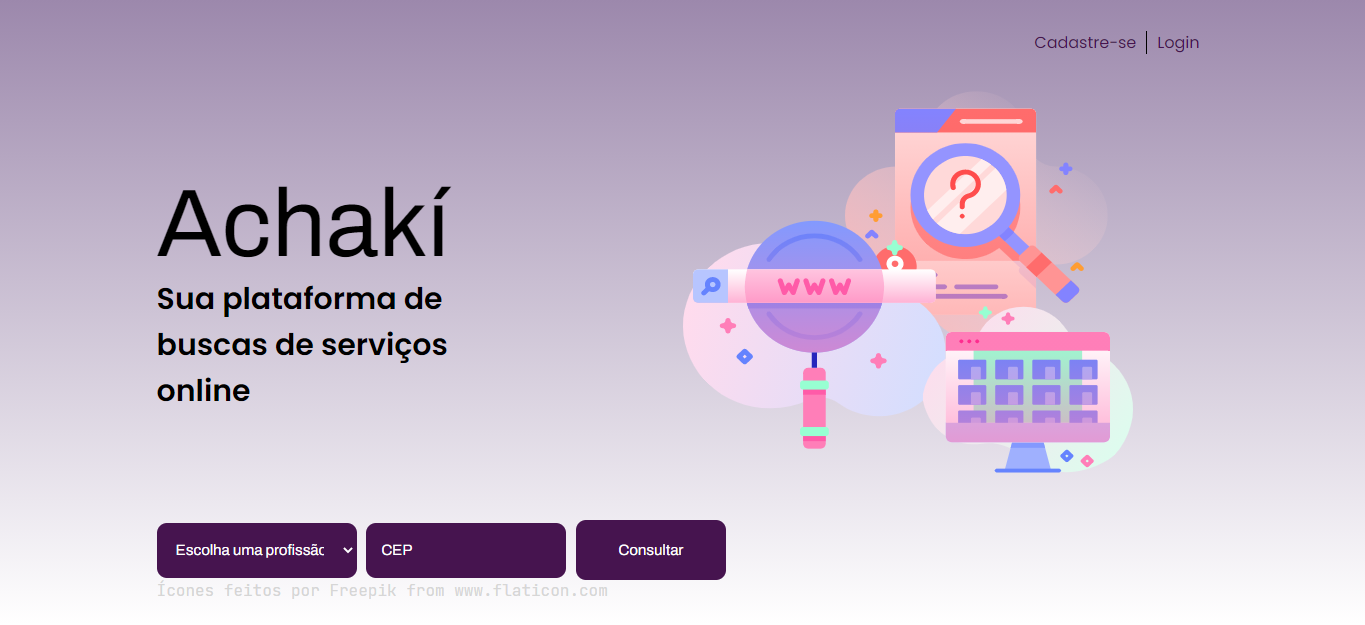 Cadastre-se Login
Achakí
Sua plataforma de
buscas de serviços
online
?
WWW
Escolha uma profissão CEP Consultar
Ícones feitos por Freepik from www.flaticon.com